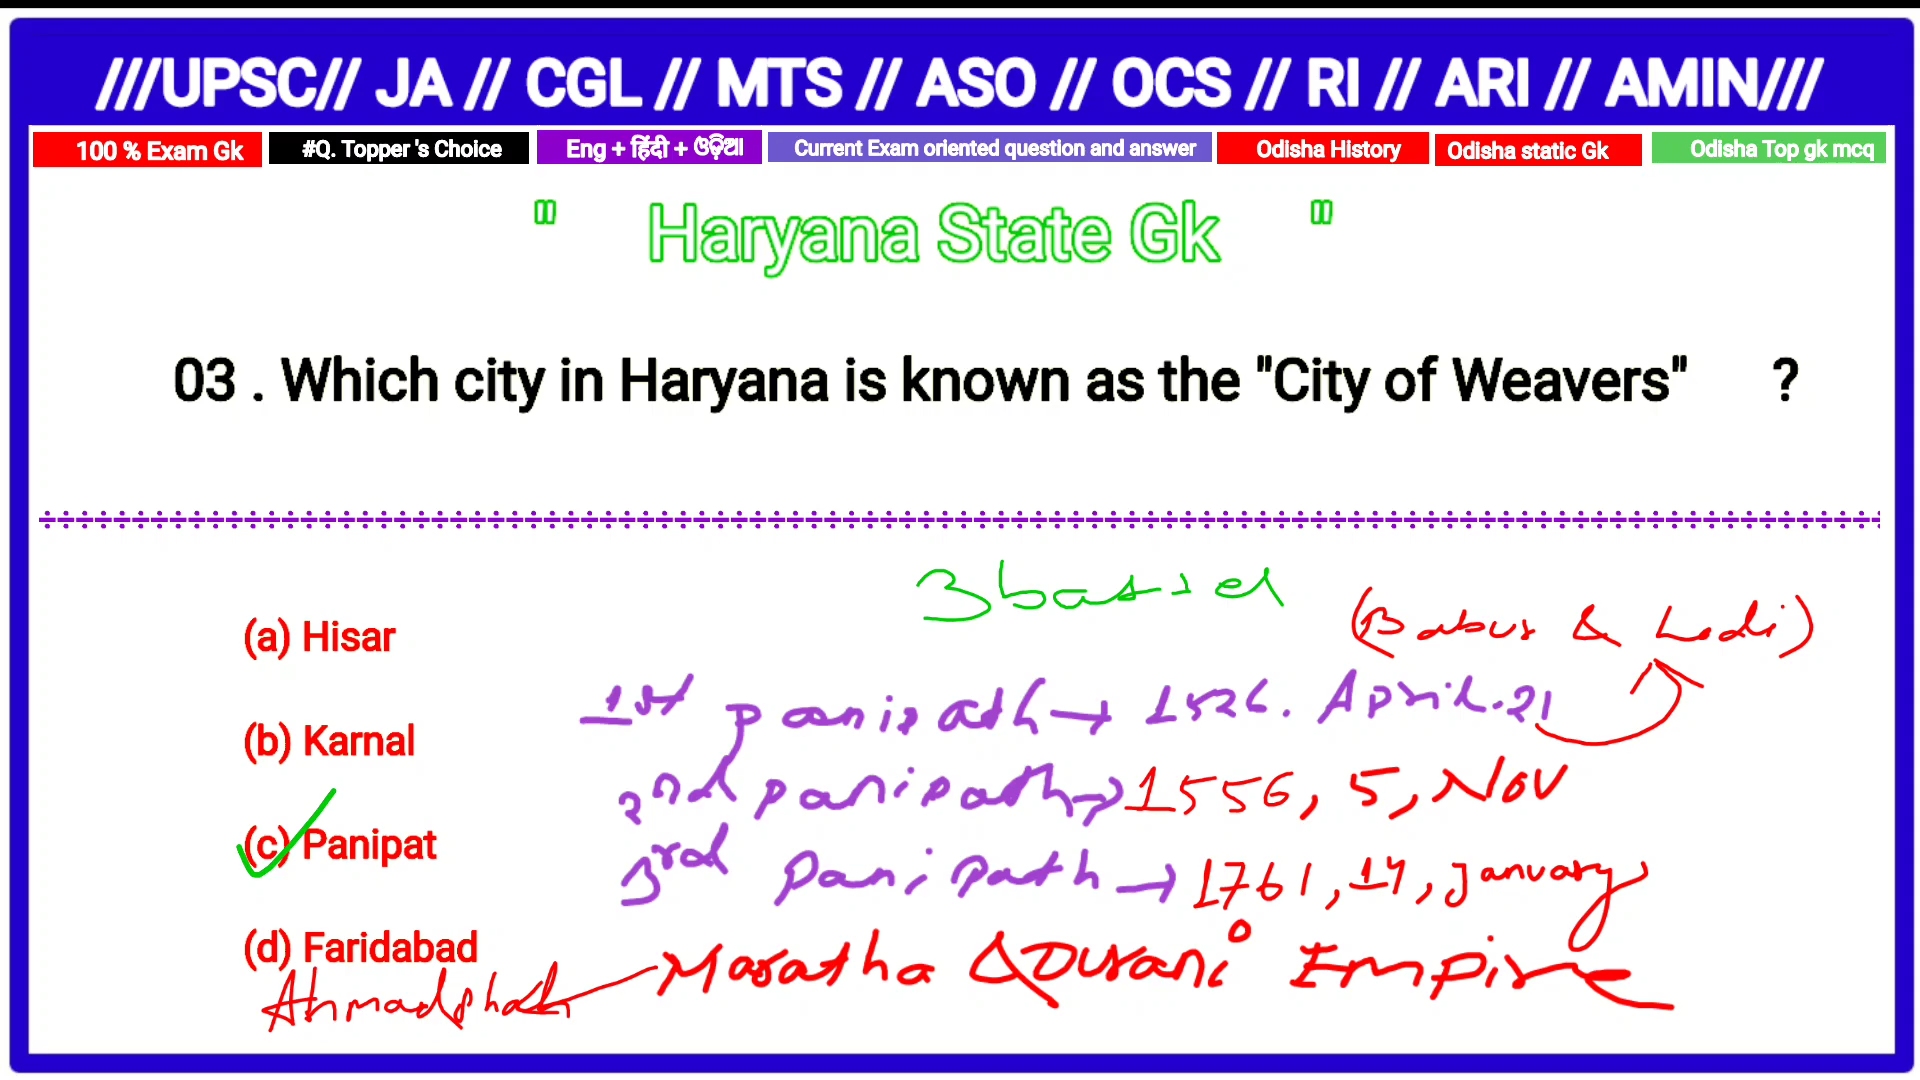 ///UPSC// JA // CGL // MTS // ASO // OCS // RI // ARI // AMIN///
100 % Exam Gk #Q. Topper 's Choice Eng + हिंदी + ଓଡ଼ିଆ Current Exam oriented question and answer Odisha History Odisha static Gk Odisha Top gk mcq
" Haryana State Gk "
03 . Which city in Haryana is known as the "City of Weavers" ?
3
(Babur & Lodi)
(a) Hisar
1st panipath → 1526. April.21
(b) Karnal
2nd panipath → 1556, 5, Nov
(c) Panipat
3rd panipath → 1761, 14, january
(d) Faridabad
Maratha & Durani Empire